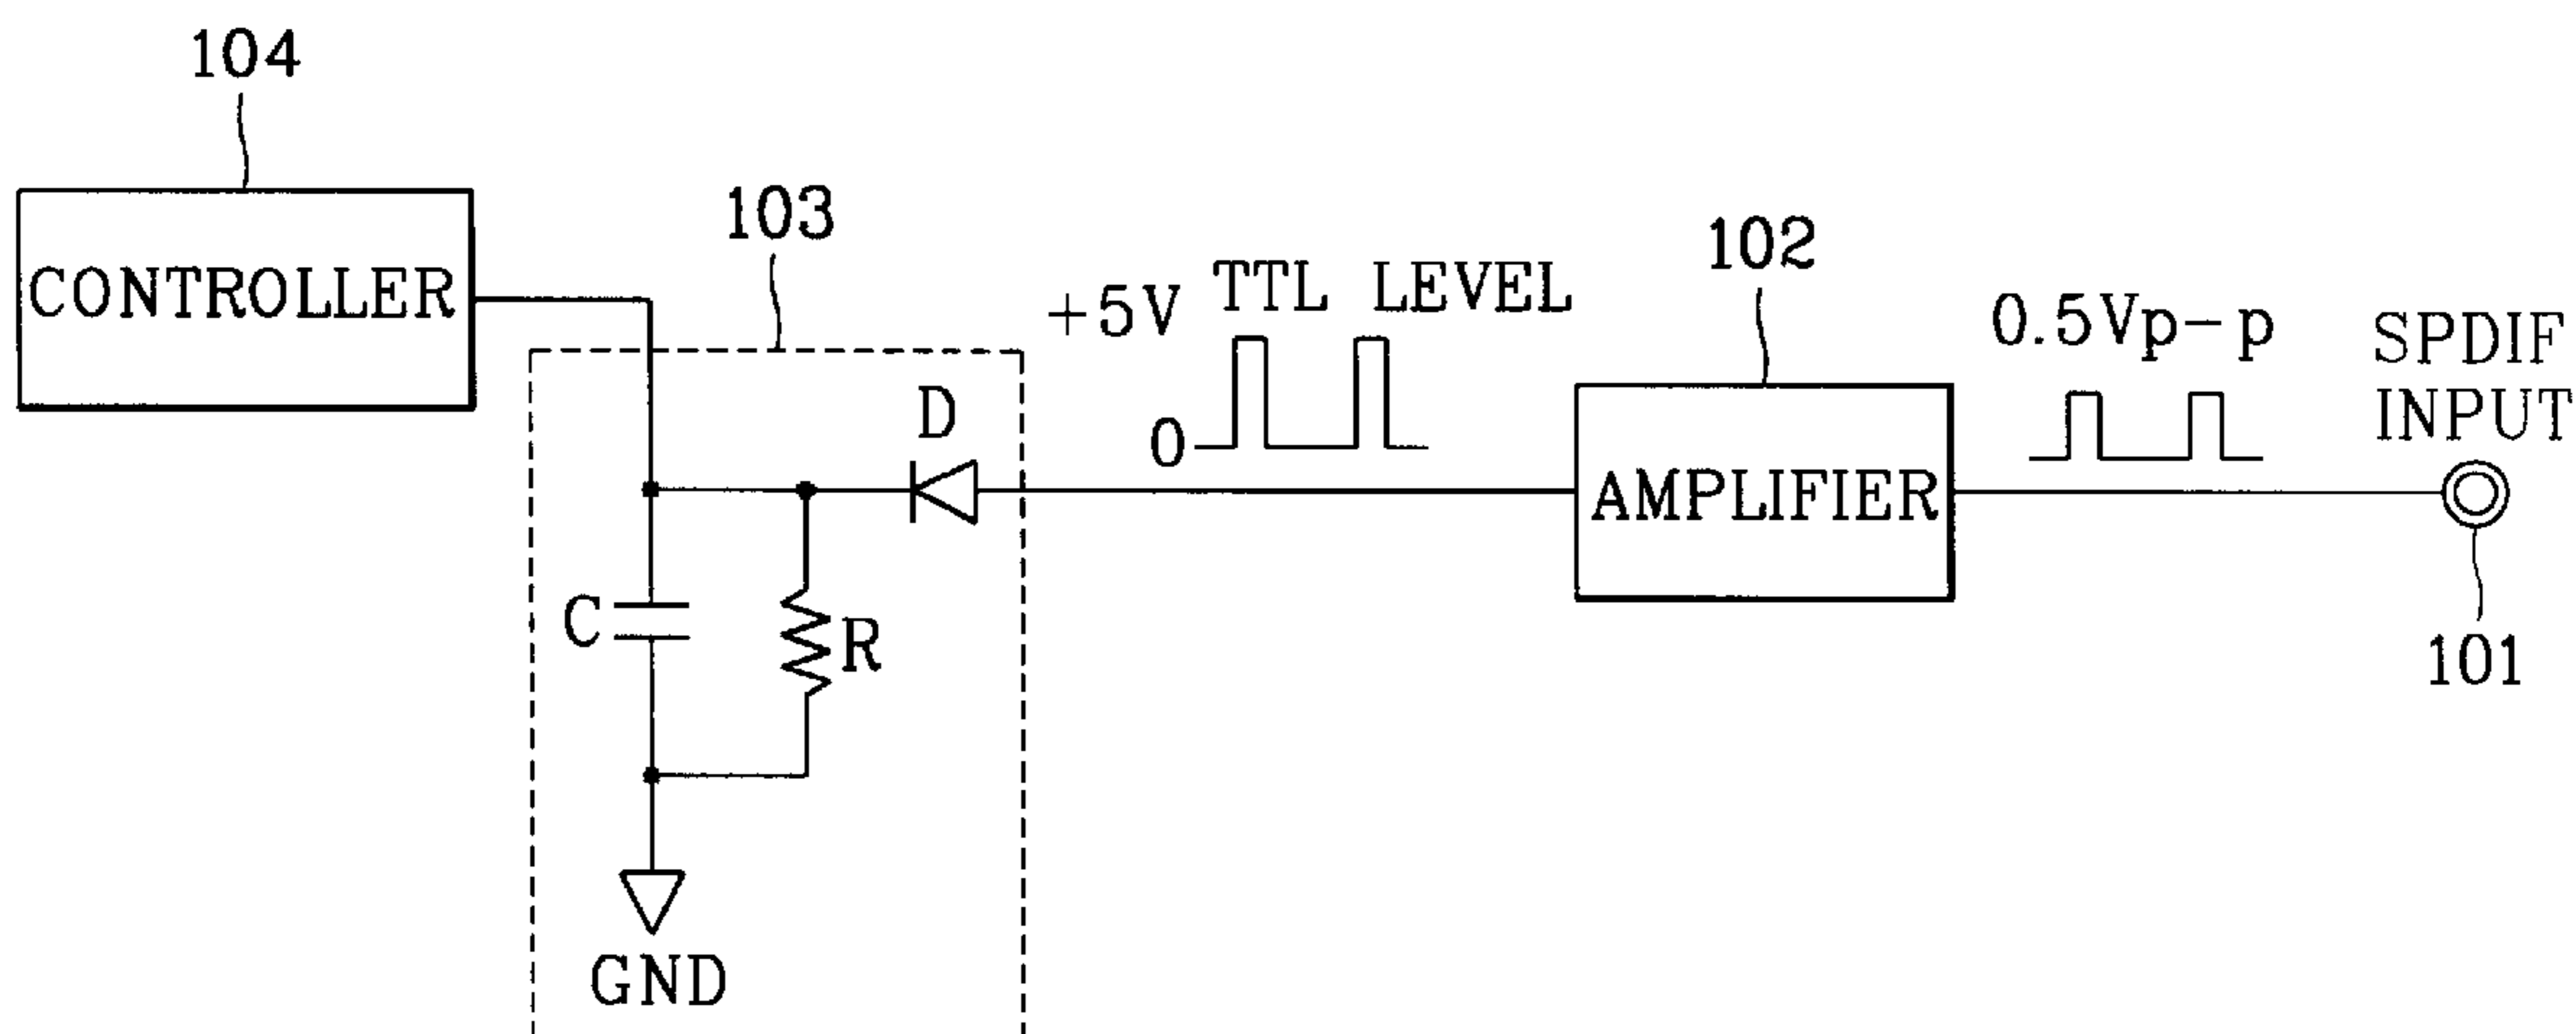 104
CONTROLLER
103
D
C
R
GND
+5V TTL LEVEL
0
102
AMPLIFIER
0.5Vp-p
SPDIF
INPUT
101